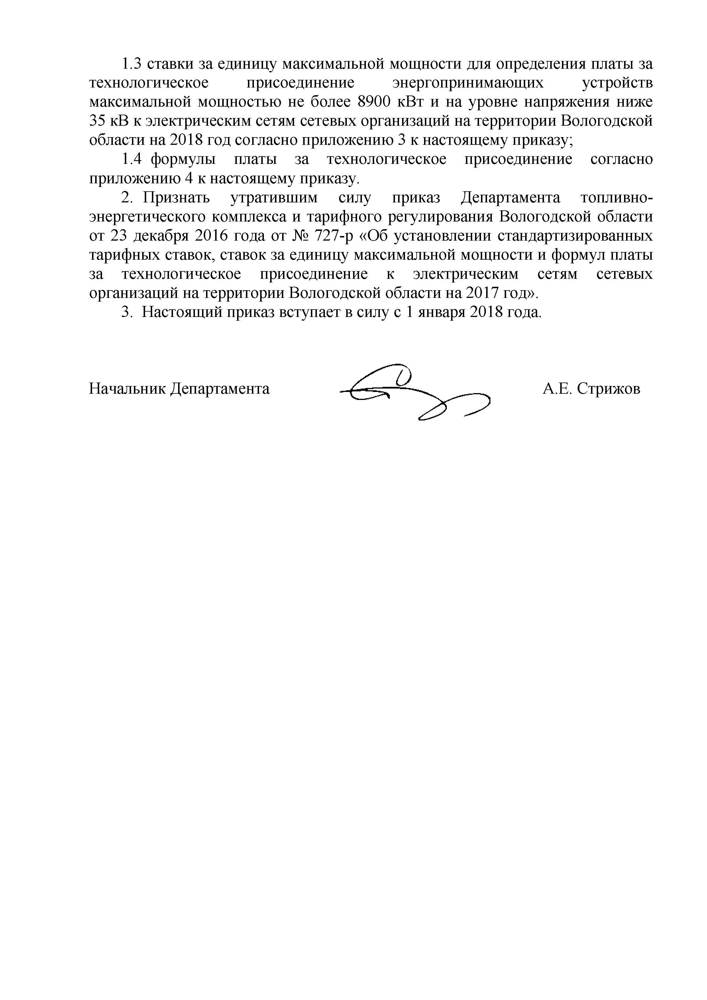 1.3 ставки за единицу максимальной мощности для определения платы за
технологическое присоединение энергопринимающих устройств
максимальной мощностью не более 8900 кВт и на уровне напряжения ниже
35 кВ к электрическим сетям сетевых организаций на территории Вологодской
области на 2018 год согласно приложению 3 к настоящему приказу;
1.4 формулы платы за технологическое присоединение согласно
приложению 4 к настоящему приказу.
2. Признать утратившим силу приказ Департамента топливно-
энергетического комплекса и тарифного регулирования Вологодской области
от 23 декабря 2016 года от № 727-р «Об установлении стандартизированных
тарифных ставок, ставок за единицу максимальной мощности и формул платы
за технологическое присоединение к электрическим сетям сетевых
организаций на территории Вологодской области на 2017 год».
3. Настоящий приказ вступает в силу с 1 января 2018 года.
Начальник Департамента А.Е. Стрижов